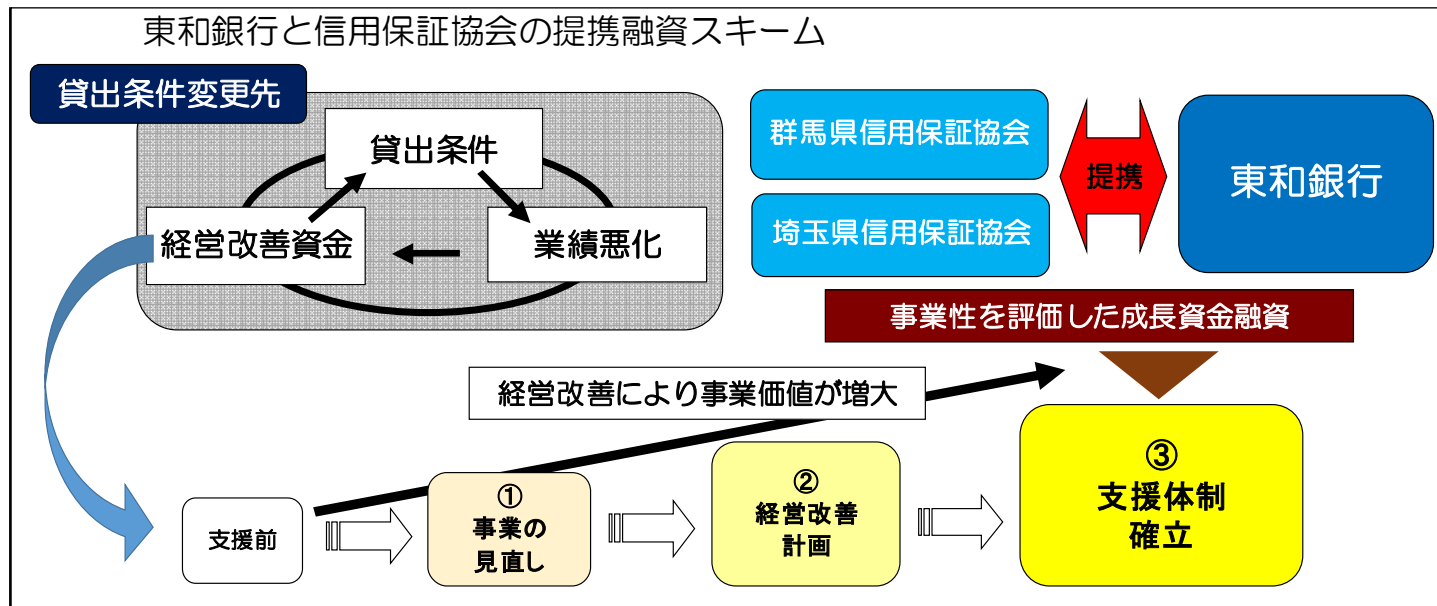 東和銀行と信用保証協会の提携融資スキーム
貸出条件変更先
貸出条件
経営改善資金
業績悪化
群馬県信用保証協会
埼玉県信用保証協会
提携
東和銀行
事業性を評価した成長資金融資
経営改善により事業価値が増大
支援前
①
事業の
見直し
②
経営改善
計画
③
支援体制
確立